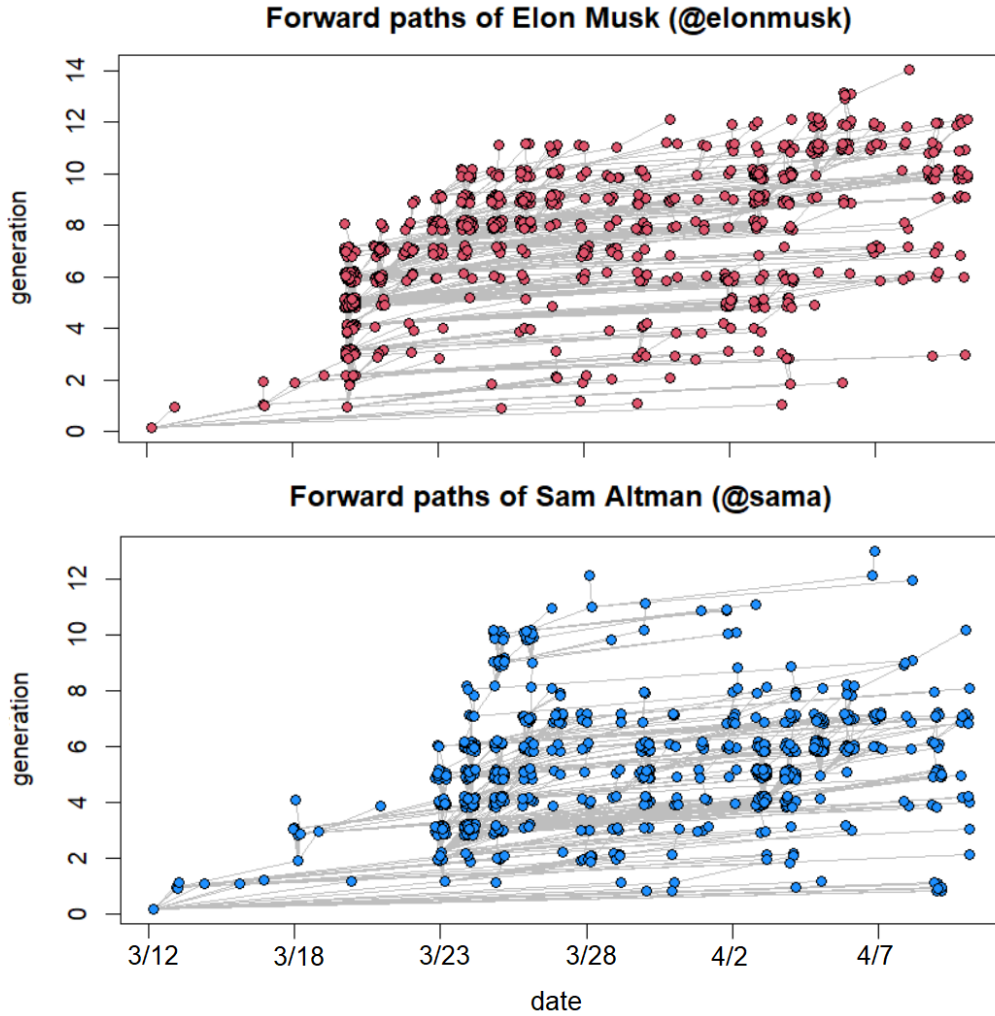 Forward paths of Elon Musk (@elonmusk)
14
12
10
8
6
4
2
0
generation
Forward paths of Sam Altman (@sama)
12
10
8
6
4
2
0
generation
3/12 3/18 3/23 3/28 4/2 4/7
date